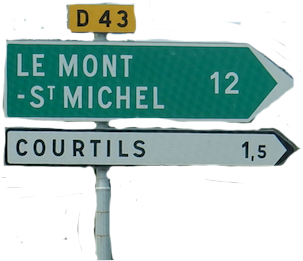 D 43
LE MONT
-ST MICHEL 12
COURTILS 1,5